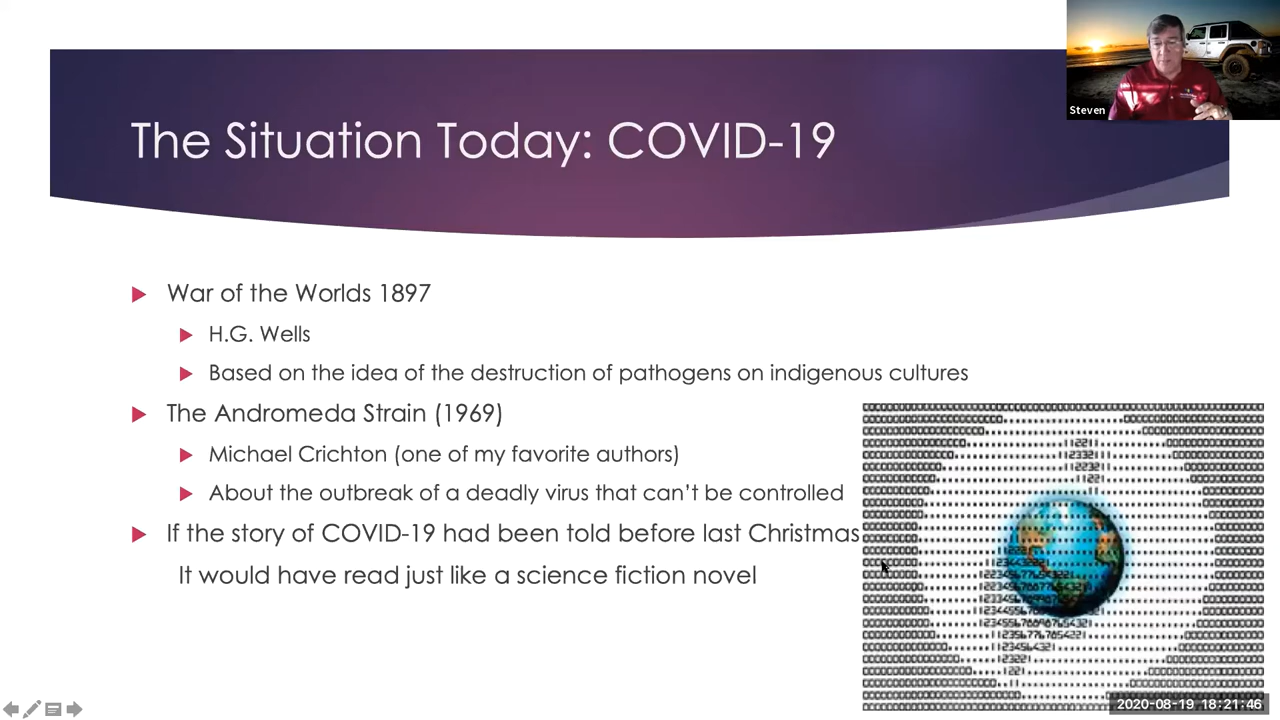 The Situation Today: COVID-19
Steven
War of the Worlds 1897
H.G. Wells
Based on the idea of the destruction of pathogens on indigenous cultures
The Andromeda Strain (1969)
Michael Crichton (one of my favorite authors)
About the outbreak of a deadly virus that can't be controlled
If the story of COVID-19 had been told before last Christmas
It would have read just like a science fiction novel
2020-08-19 18:21:46